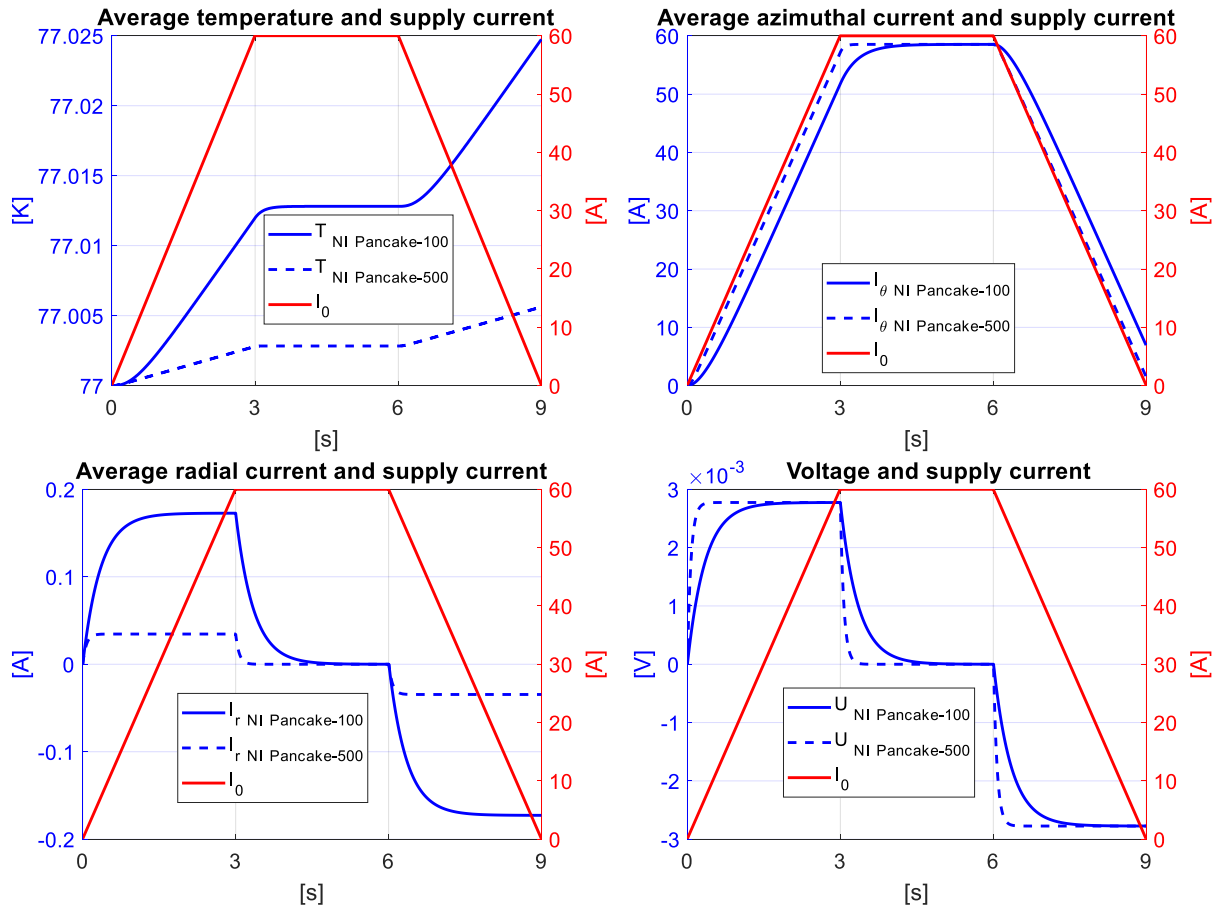 Average temperature and supply current
77.025
77.02
77.015
77.01
77.005
77
[K]
60
50
40
30
20
10
0
[A]
T NI Pancake-100
T NI Pancake-500
I0
0 3 6 9
[s]
Average azimuthal current and supply current
60
50
40
30
20
10
0
[A]
60
50
40
30
20
10
0
[A]
Iθ NI Pancake-100
Iθ NI Pancake-500
I0
0 3 6 9
[s]
Average radial current and supply current
0.2
0.1
0
-0.1
-0.2
[A]
60
50
40
30
20
10
0
[A]
Ir NI Pancake-100
Ir NI Pancake-500
I0
0 3 6 9
[s]
Voltage and supply current
×10-3
3
2
1
0
-1
-2
-3
[V]
60
50
40
30
20
10
0
[A]
U NI Pancake-100
U NI Pancake-500
I0
0 3 6 9
[s]